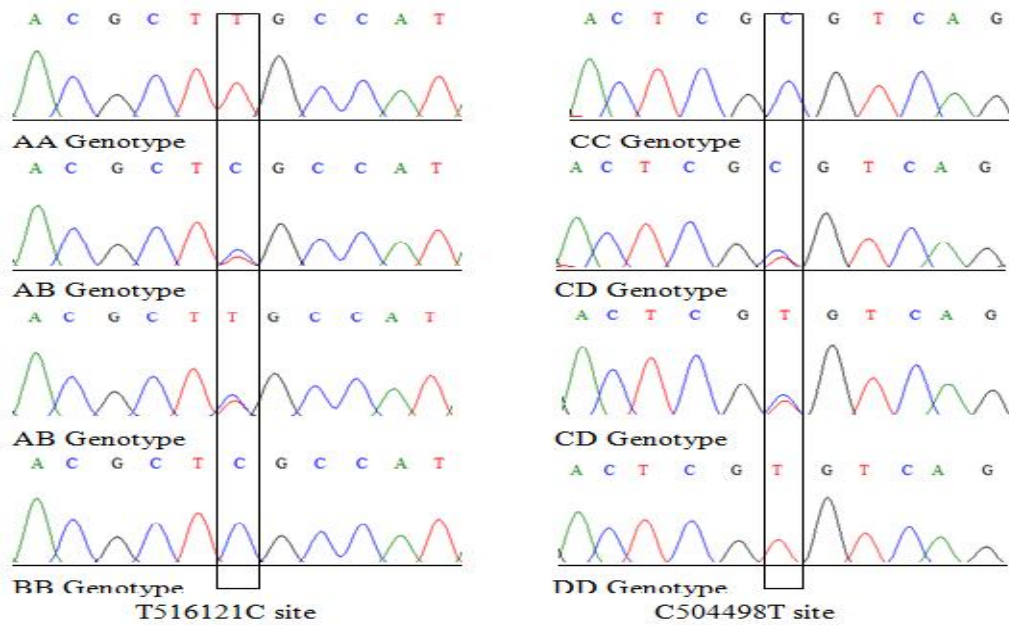 A C G C T T G C C A T
AA Genotype
A C G C T C G C C A T
AB Genotype
A C G C T T G C C A T
AB Genotype
A C G C T C G C C A T
BB Genotype
T516121C site
A C T C G C G T C A G
CC Genotype
A C T C G C G T C A G
CD Genotype
A C T C G T G T C A G
CD Genotype
A C T C G T G T C A G
DD Genotype
C504498T site